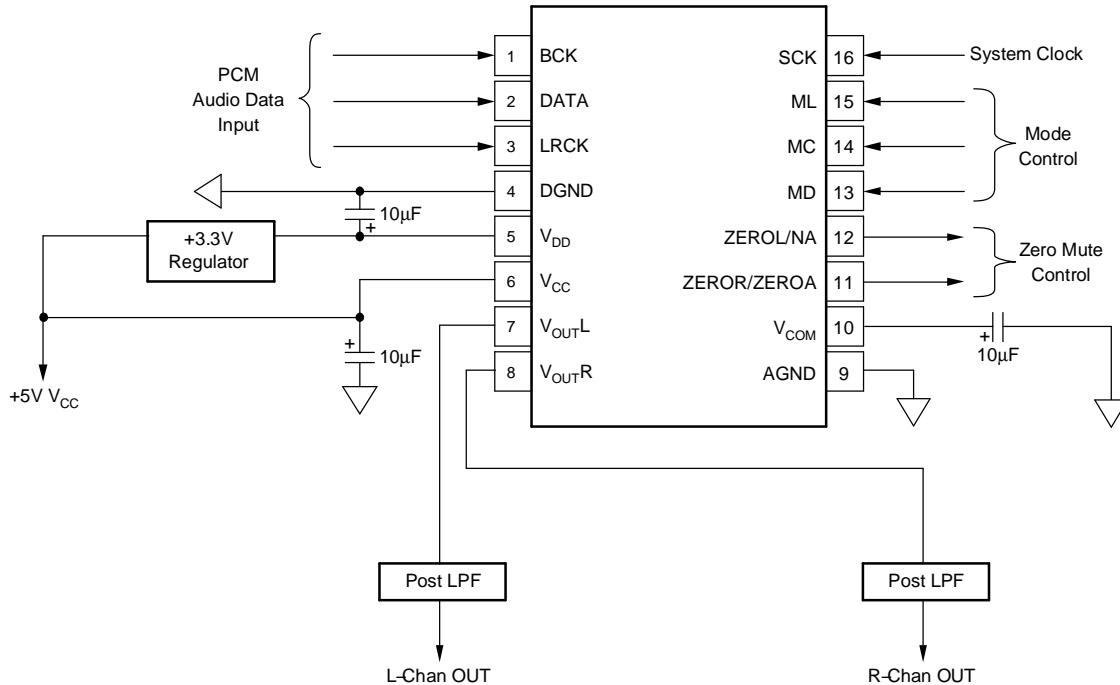 PCM
Audio Data
Input
1 BCK
2 DATA
3 LRCK
4 DGND
5 VDD
6 VCC
7 VOUTL
8 VOUTR
SCK 16
ML 15
MC 14
MD 13
ZEROL/NA 12
ZEROR/ZEROA 11
VCOM 10
AGND 9
System Clock
Mode
Control
Zero Mute
Control
10μF
+
+3.3V
Regulator
+
10μF
+5V VCC
+
10μF
Post LPF
Post LPF
L–Chan OUT
R–Chan OUT